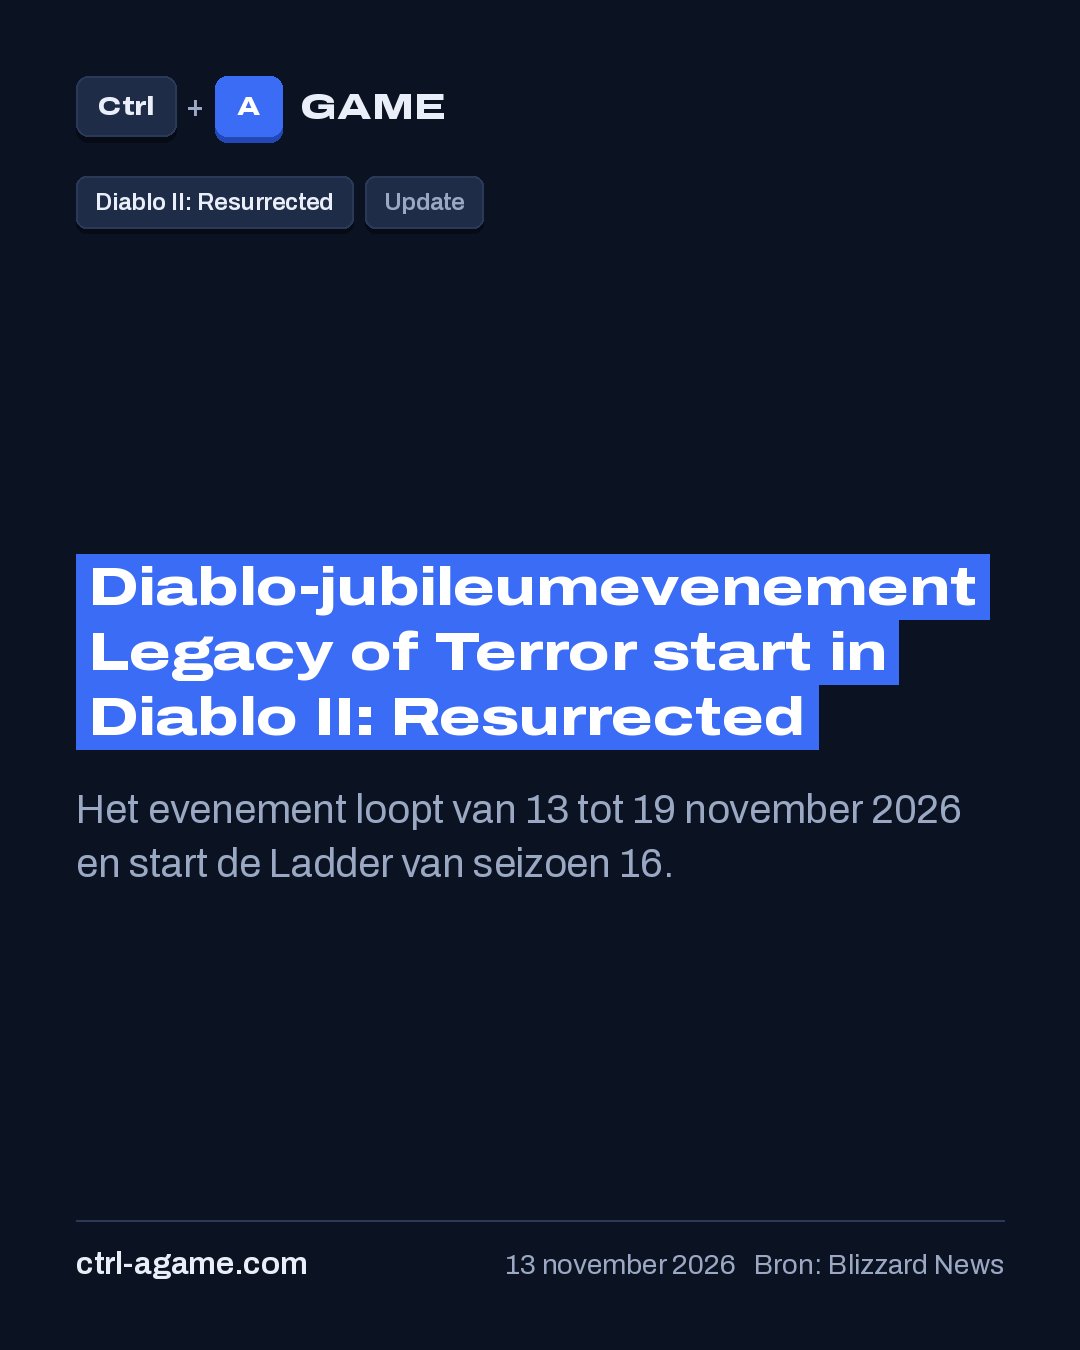 Ctrl + A GAME
Diablo II: Resurrected Update
Diablo-jubileumevenement
Legacy of Terror start in
Diablo II: Resurrected
Het evenement loopt van 13 tot 19 november 2026
en start de Ladder van seizoen 16.
ctrl-agame.com 13 november 2026 Bron: Blizzard News